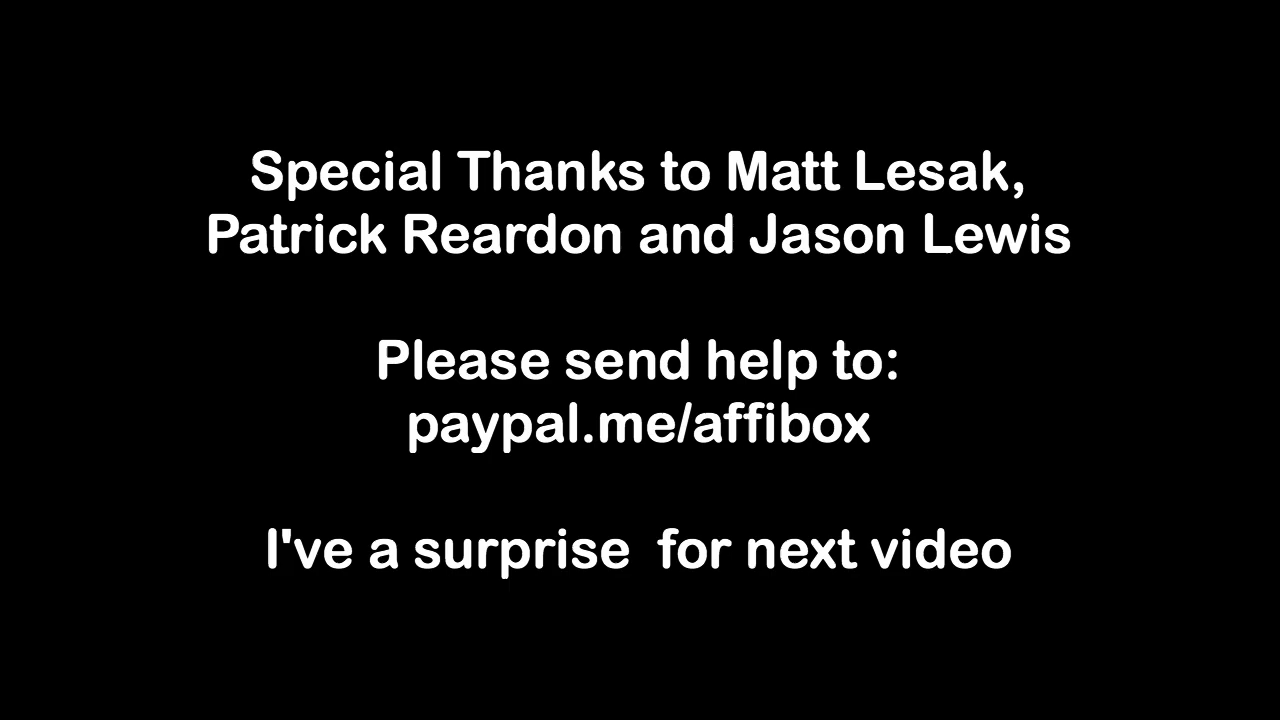 Special Thanks to Matt Lesak,
Patrick Reardon and Jason Lewis
Please send help to:
paypal.me/affibox
I've a surprise  for next video